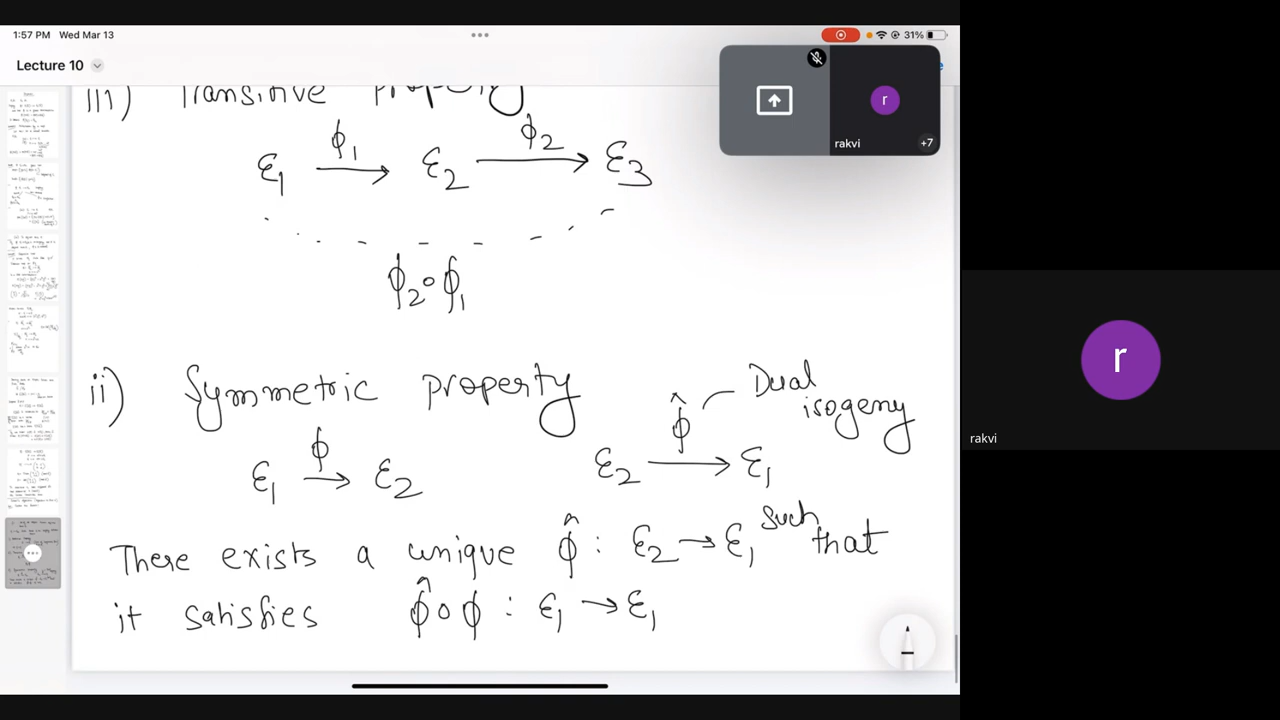 1:57 PM Wed Mar 13
31%
Lecture 10
rakvi
+7
r
iii) Transitive Property
ε₁ —ϕ₁→ ε₂ —ϕ₂→ ε₃
ϕ₂∘ϕ₁
ii) Symmetric property
Dual isogeny
ε₁ —ϕ→ ε₂ ε₂ —ϕ̂→ ε₁
There exists a unique ϕ̂ : ε₂ → ε₁ such that
it satisfies ϕ̂∘ϕ : ε₁ → ε₁
r
rakvi